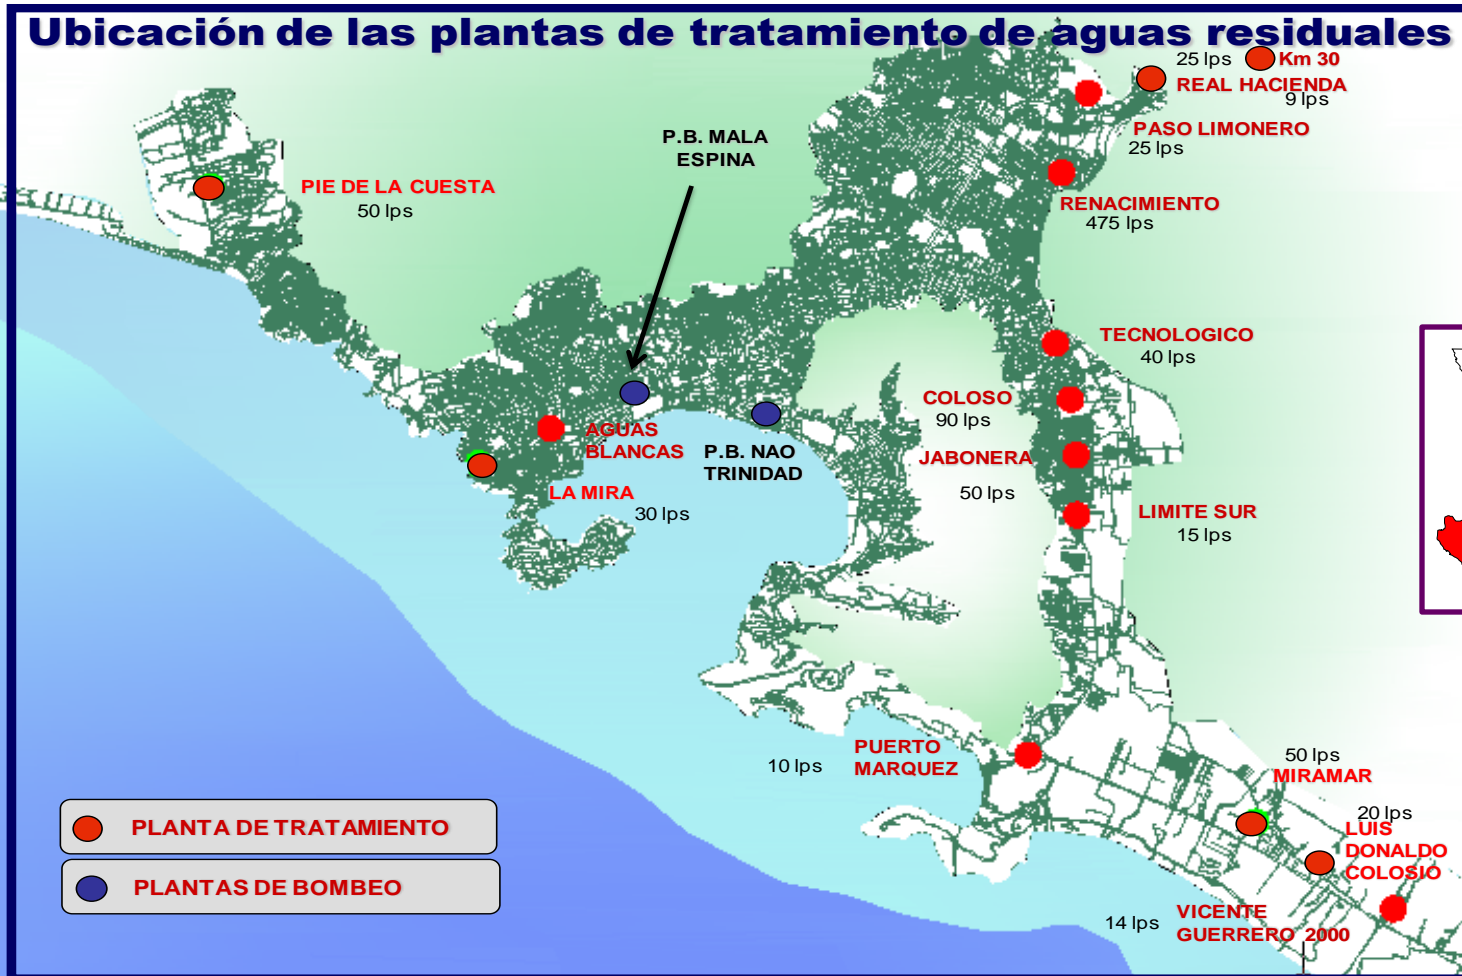 Ubicación de las plantas de tratamiento de aguas residuales
25 lps
Km 30
REAL HACIENDA
9 lps
PASO LIMONERO
25 lps
P.B. MALA
ESPINA
PIE DE LA CUESTA
50 lps
RENACIMIENTO
475 lps
TECNOLOGICO
40 lps
COLOSO
90 lps
AGUAS
BLANCAS
P.B. NAO
TRINIDAD
JABONERA
50 lps
LA MIRA
30 lps
LIMITE SUR
15 lps
PUERTO
MARQUEZ
10 lps
50 lps
MIRAMAR
20 lps
LUIS
DONALDO
COLOSIO
14 lps
VICENTE
GUERRERO 2000
PLANTA DE TRATAMIENTO
PLANTAS DE BOMBEO